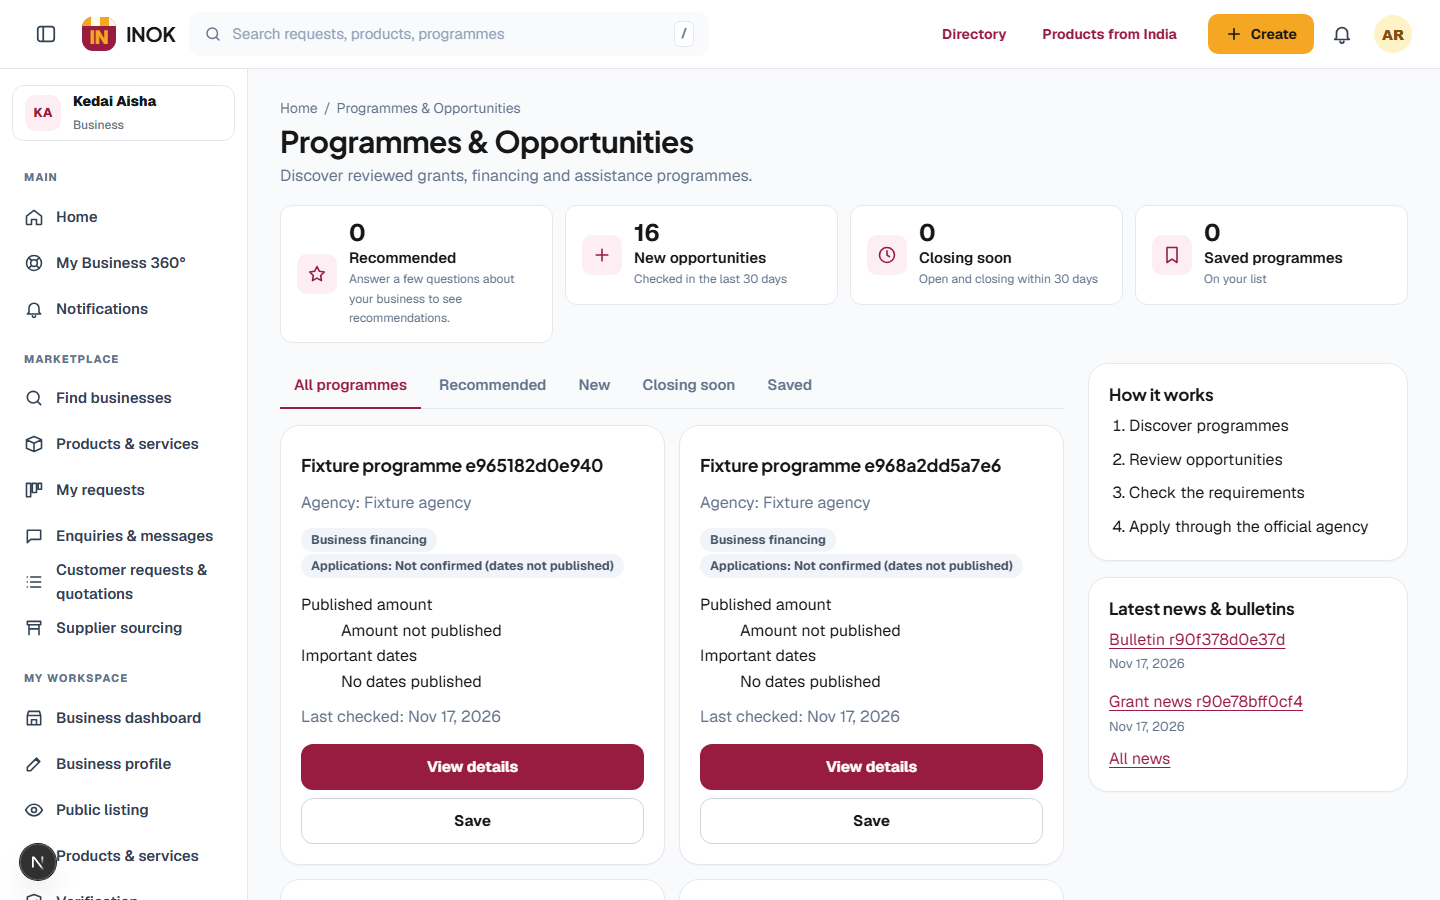 IN INOK
Search requests, products, programmes
/
Directory
Products from India
Create
AR
KA
Kedai Aisha
Business
MAIN
Home
My Business 360°
Notifications
MARKETPLACE
Find businesses
Products & services
My requests
Enquiries & messages
Customer requests &
quotations
Supplier sourcing
MY WORKSPACE
Business dashboard
Business profile
Public listing
N
Products & services
Verification
Home / Programmes & Opportunities
Programmes & Opportunities
Discover reviewed grants, financing and assistance programmes.
0
Recommended
Answer a few questions about
your business to see
recommendations.
16
New opportunities
Checked in the last 30 days
0
Closing soon
Open and closing within 30 days
0
Saved programmes
On your list
All programmes
Recommended
New
Closing soon
Saved
Fixture programme e965182d0e940
Agency: Fixture agency
Business financing
Applications: Not confirmed (dates not published)
Published amount
Amount not published
Important dates
No dates published
Last checked: Nov 17, 2026
View details
Save
Fixture programme e968a2dd5a7e6
Agency: Fixture agency
Business financing
Applications: Not confirmed (dates not published)
Published amount
Amount not published
Important dates
No dates published
Last checked: Nov 17, 2026
View details
Save
How it works
1. Discover programmes
2. Review opportunities
3. Check the requirements
4. Apply through the official agency
Latest news & bulletins
Bulletin r90f378d0e37d
Nov 17, 2026
Grant news r90e78bff0cf4
Nov 17, 2026
All news